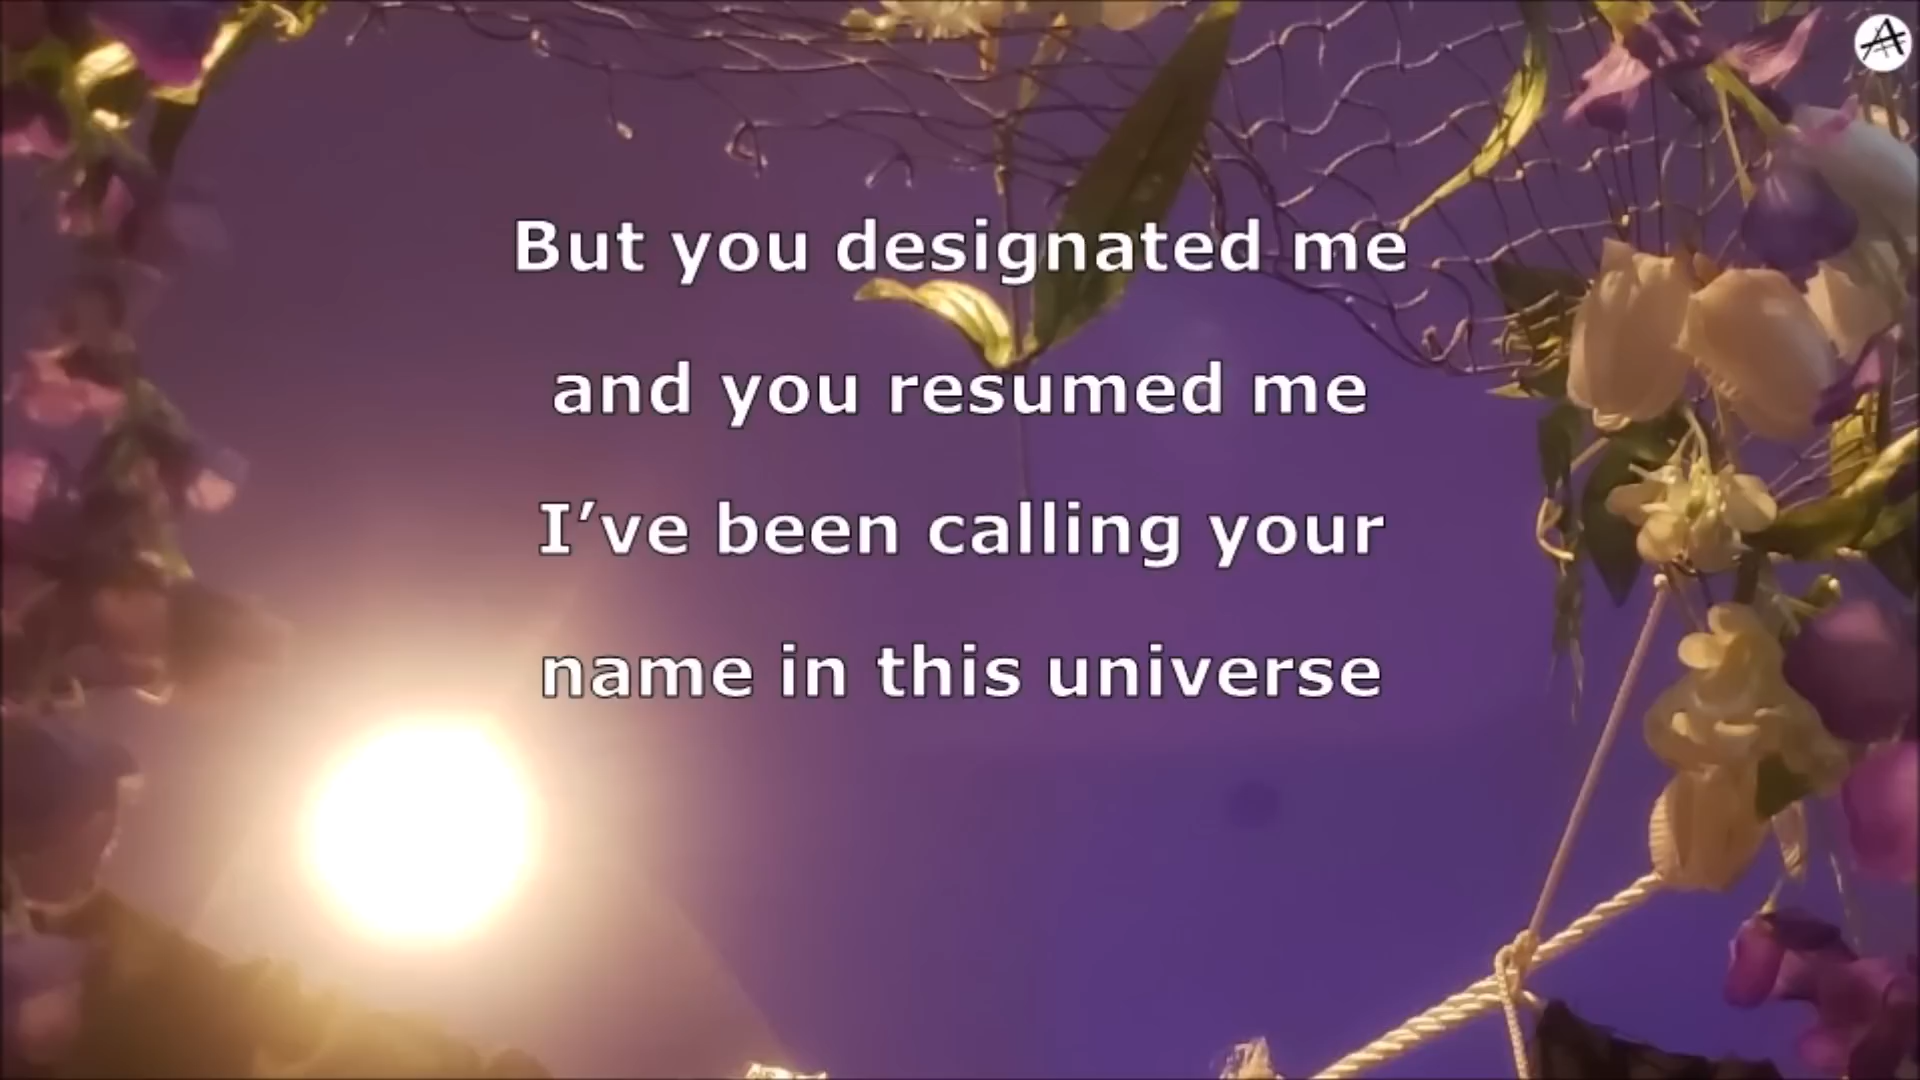 But you designated me
and you resumed me
I’ve been calling your
name in this universe